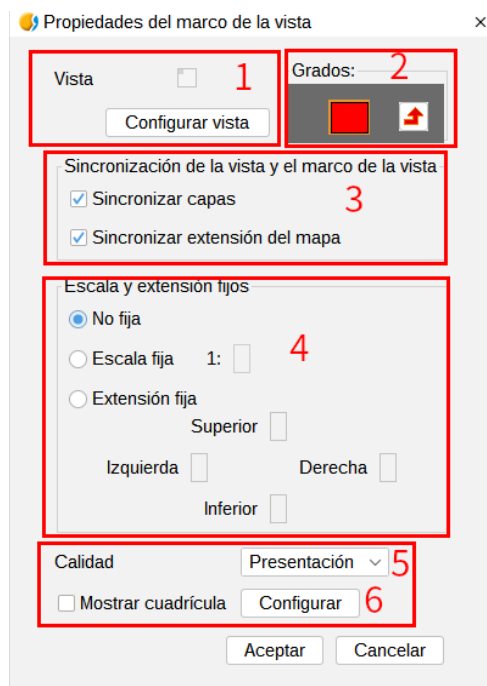 Propiedades del marco de la vista
Vista
1
Configurar vista
Grados:
2
Sincronización de la vista y el marco de la vista
Sincronizar capas
3
Sincronizar extensión del mapa
Escala y extensión fijos
No fija
Escala fija 1:
4
Extensión fija
Superior
Izquierda Derecha
Inferior
Calidad Presentación 5
Mostrar cuadrícula Configurar 6
Aceptar Cancelar